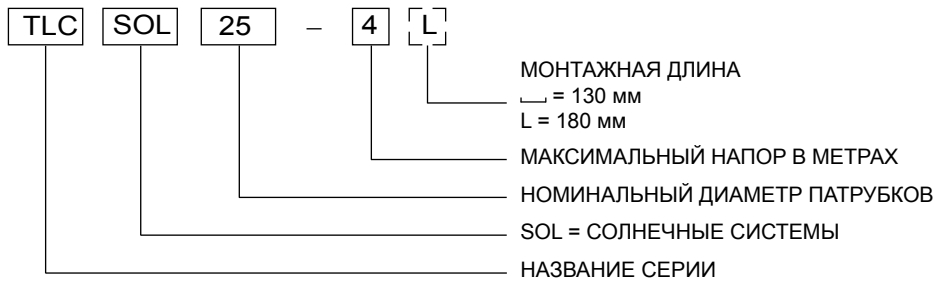 TLC SOL 25 – 4 L
МОНТАЖНАЯ ДЛИНА
⎵ = 130 мм
L = 180 мм
МАКСИМАЛЬНЫЙ НАПОР В МЕТРАХ
НОМИНАЛЬНЫЙ ДИАМЕТР ПАТРУБКОВ
SOL = СОЛНЕЧНЫЕ СИСТЕМЫ
НАЗВАНИЕ СЕРИИ